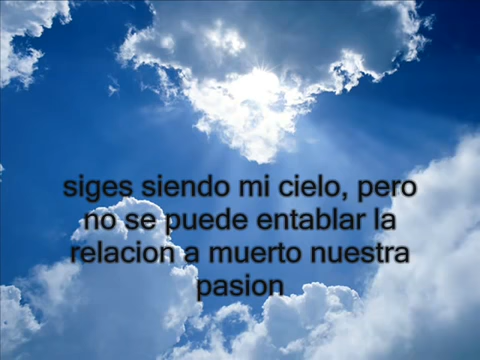 siges siendo mi cielo, pero
no se puede entablar la
relacion a muerto nuestra
pasion